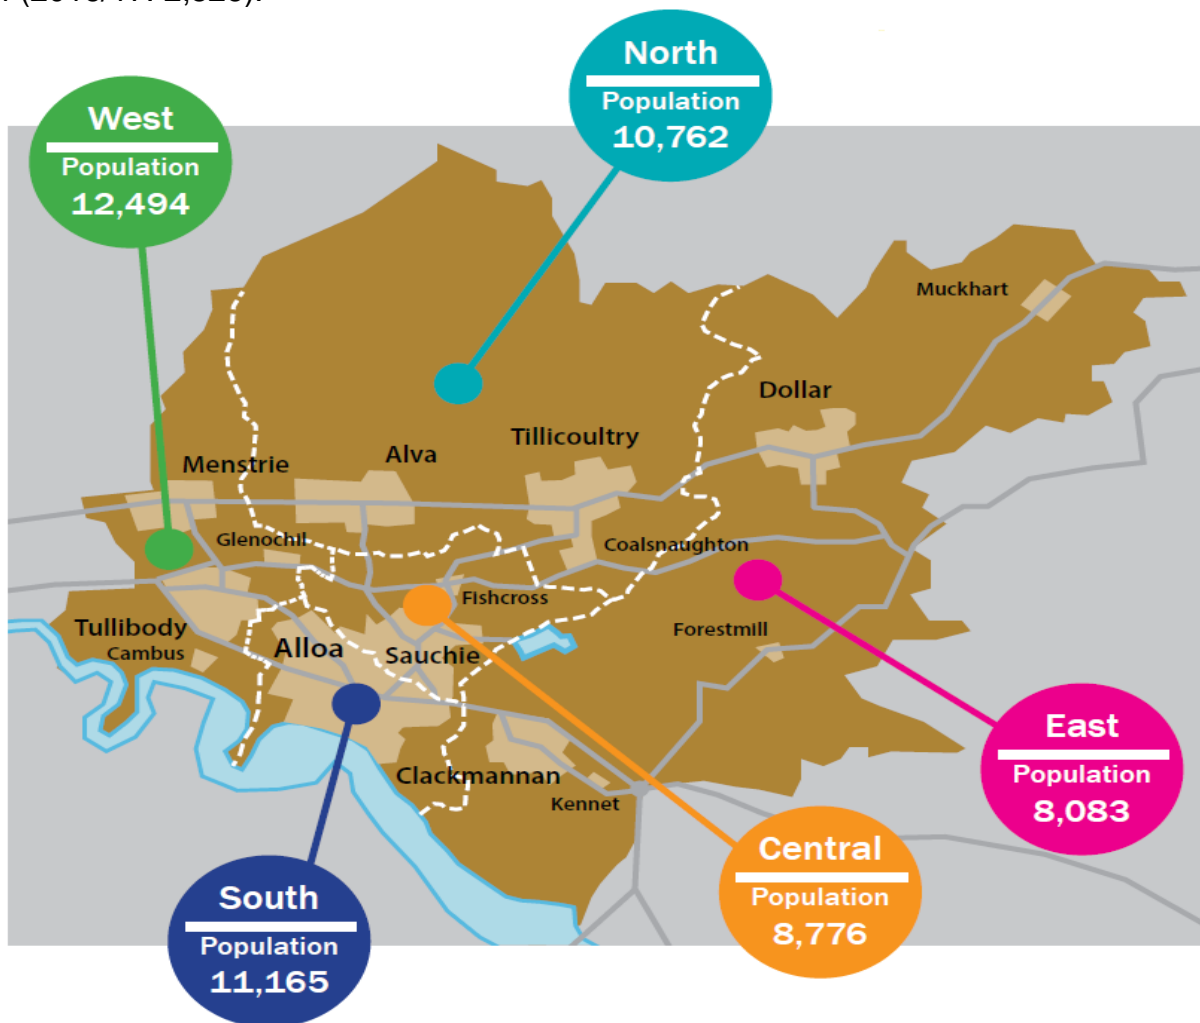 North
Population
10,762
West
Population
12,494
Muckhart
Dollar
Tillicoultry
Alva
Menstrie
Glenochil
Coalsnaughton
Fishcross
Forestmill
Tullibody
Cambus
Alloa
Sauchie
Clackmannan
Kennet
East
Population
8,083
Central
Population
8,776
South
Population
11,165